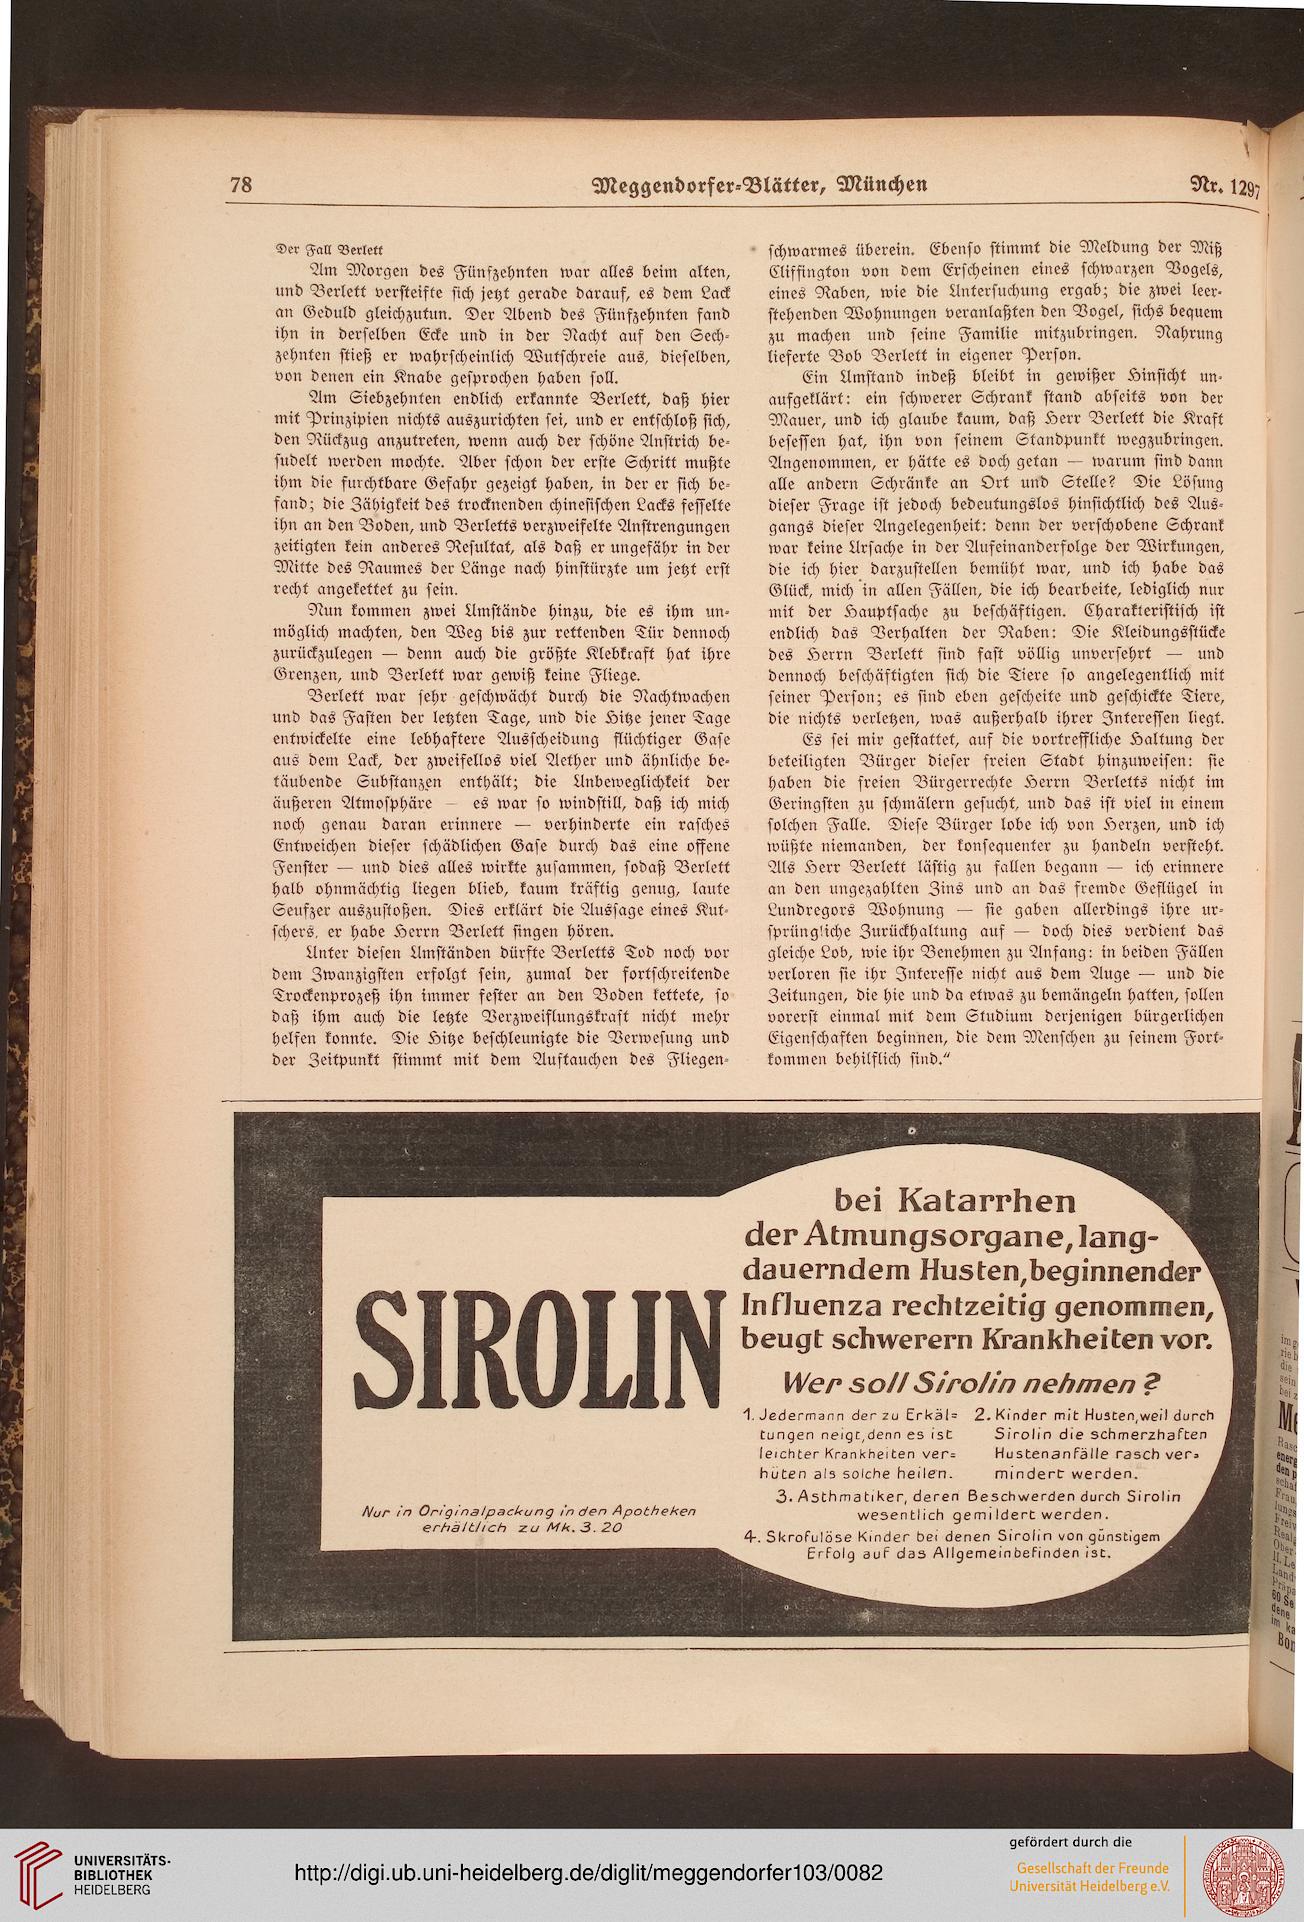 78
Meggendorfer-Blätter, München
Nr. 1297
Der Fall Berlett
Am Morgen des Fünfzehnten war alles beim alten,
und Berlett versteifte sich jetzt gerade darauf, es dem Lack
an Geduld gleichzutun. Der Abend des Fünfzehnten fand
ihn in derselben Ecke und in der Nacht auf den Sech-
zehnten stieß er wahrscheinlich Wutschreie aus, dieselben,
von denen ein Knabe gesprochen haben soll.
Am Siebzehnten endlich erkannte Berlett, daß hier
mit Prinzipien nichts auszurichten sei, und er entschloß sich,
den Rückzug anzutreten, wenn auch der schöne Anstrich be-
sudelt werden mochte. Aber schon der erste Schritt mußte
ihm die furchtbare Gefahr gezeigt haben, in der er sich be-
fand; die Zähigkeit des trocknenden chinesischen Lacks fesselte
ihn an den Boden, und Berletts verzweifelte Anstrengungen
zeitigten kein anderes Resultat, als daß er ungefähr in der
Mitte des Raumes der Länge nach hinstürzte um jetzt erst
recht angekettet zu sein.
Nun kommen zwei Umstände hinzu, die es ihm un-
möglich machten, den Weg bis zur rettenden Tür dennoch
zurückzulegen — denn auch die größte Klebkraft hat ihre
Grenzen, und Berlett war gewiß keine Fliege.
Berlett war sehr geschwächt durch die Nachtwachen
und das Fasten der letzten Tage, und die Hitze jener Tage
entwickelte eine lebhaftere Ausscheidung flüchtiger Gase
aus dem Lack, der zweifellos viel Aether und ähnliche be-
täubende Substanzen enthält; die Unbeweglichkeit der
äußeren Atmosphäre — es war so windstill, daß ich mich
noch genau daran erinnere — verhinderte ein rasches
Entweichen dieser schädlichen Gase durch das eine offene
Fenster — und dies alles wirkte zusammen, sodaß Berlett
halb ohnmächtig liegen blieb, kaum kräftig genug, laute
Seufzer auszustoßen. Dies erklärt die Aussage eines Kut-
schers, er habe Herrn Berlett singen hören.
Unter diesen Umständen dürfte Berletts Tod noch vor
dem Zwanzigsten erfolgt sein, zumal der fortschreitende
Trockenprozeß ihn immer fester an den Boden kettete, so
daß ihm auch die letzte Verzweiflungskraft nicht mehr
helfen konnte. Die Hitze beschleunigte die Verwesung und
der Zeitpunkt stimmt mit dem Auftauchen des Fliegen-
schwarmes überein. Ebenso stimmt die Meldung der Miß
Cliffington von dem Erscheinen eines schwarzen Vogels,
eines Raben, wie die Untersuchung ergab; die zwei leer-
stehenden Wohnungen veranlaßten den Vogel, sichs bequem
zu machen und seine Familie mitzubringen. Nahrung
lieferte Bob Berlett in eigener Person.
Ein Umstand indeß bleibt in gewißer Hinsicht un-
aufgeklärt: ein schwerer Schrank stand abseits von der
Mauer, und ich glaube kaum, daß Herr Berlett die Kraft
besessen hat, ihn von seinem Standpunkt wegzubringen.
Angenommen, er hätte es doch getan — warum sind dann
alle andern Schränke an Ort und Stelle? Die Lösung
dieser Frage ist jedoch bedeutungslos hinsichtlich des Aus-
gangs dieser Angelegenheit: denn der verschobene Schrank
war keine Ursache in der Aufeinanderfolge der Wirkungen,
die ich hier darzustellen bemüht war, und ich habe das
Glück, mich in allen Fällen, die ich bearbeite, lediglich nur
mit der Hauptsache zu beschäftigen. Charakteristisch ist
endlich das Verhalten der Raben: Die Kleidungsstücke
des Herrn Berlett sind fast völlig unversehrt — und
dennoch beschäftigten sich die Tiere so angelegentlich mit
seiner Person; es sind eben gescheite und geschickte Tiere,
die nichts verletzen, was außerhalb ihrer Interessen liegt.
Es sei mir gestattet, auf die vortreffliche Haltung der
beteiligten Bürger dieser freien Stadt hinzuweisen: sie
haben die freien Bürgerrechte Herrn Berletts nicht im
Geringsten zu schmälern gesucht, und das ist viel in einem
solchen Falle. Diese Bürger lobe ich von Herzen, und ich
wüßte niemanden, der konsequenter zu handeln versteht.
Als Herr Berlett lästig zu fallen begann — ich erinnere
an den ungezahlten Zins und an das fremde Geflügel in
Lundregors Wohnung — sie gaben allerdings ihre ur-
sprüngliche Zurückhaltung auf — doch dies verdient das
gleiche Lob, wie ihr Benehmen zu Anfang: in beiden Fällen
verloren sie ihr Interesse nicht aus dem Auge — und die
Zeitungen, die hie und da etwas zu bemängeln hatten, sollen
vorerst einmal mit dem Studium derjenigen bürgerlichen
Eigenschaften beginnen, die dem Menschen zu seinem Fort-
kommen behilflich sind."
SIROLIN
Nur in Originalpackung in den Apotheken
erhältlich zu Mk. 3.20
bei Katarrhen
der Atmungsorgane, lang-
dauerndem Husten, beginnender
Influenza rechtzeitig genommen,
beugt schwerern Krankheiten vor.
Wer soll Sirolin nehmen?
1. Jedermann der zu Erkäl=
tungen neigt, denn es ist
leichter Krankheiten ver=
hüten als solche heilen.
2. Kinder mit Husten, weil durch
Sirolin die schmerzhaften
Hustenanfälle rasch ver=
mindert werden.
3. Asthmatiker, deren Beschwerden durch Sirolin
wesentlich gemildert werden.
4. Skrofulöse Kinder bei denen Sirolin von günstigem
Erfolg auf das Allgemeinbefinden ist.
UNIVERSITÄTS-
BIBLIOTHEK
HEIDELBERG
http://digi.ub.uni-heidelberg.de/diglit/meggendorfer103/0082
gefördert durch die
Gesellschaft der Freunde
Universität Heidelberg e.V.